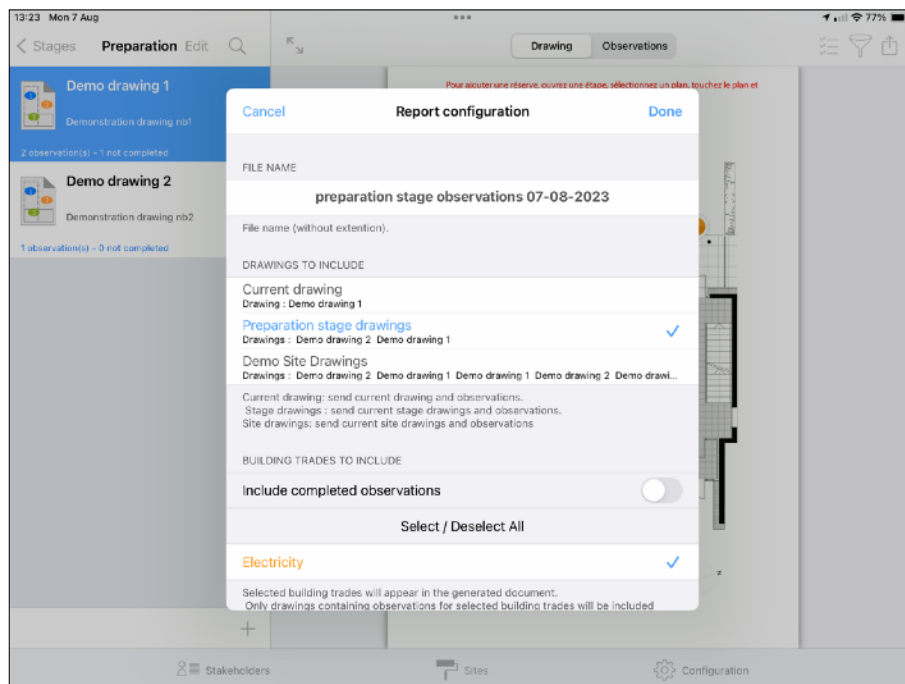 13:23 Mon 7 Aug
77%
Stages
Preparation
Edit
Drawing
Observations
Demo drawing 1
Demonstration drawing nb1
2 observation(s) - 1 not completed
Demo drawing 2
Demonstration drawing nb2
1 observation(s) - 0 not completed
Pour ajouter une réserve, ouvrez une étape, sélectionnez un plan, touchez le plan et
Cancel
Report configuration
Done
FILE NAME
preparation stage observations 07-08-2023
File name (without extention).
DRAWINGS TO INCLUDE
Current drawing
Drawing : Demo drawing 1
Preparation stage drawings
Drawings : Demo drawing 2 Demo drawing 1
Demo Site Drawings
Drawings : Demo drawing 2 Demo drawing 1 Demo drawing 1 Demo drawing 2 Demo drawi...
Current drawing: send current drawing and observations.
Stage drawings : send current stage drawings and observations.
Site drawings: send current site drawings and observations
BUILDING TRADES TO INCLUDE
Include completed observations
Select / Deselect All
Electricity
Selected building trades will appear in the generated document.
Only drawings containing observations for selected building trades will be included
Stakeholders
Sites
Configuration